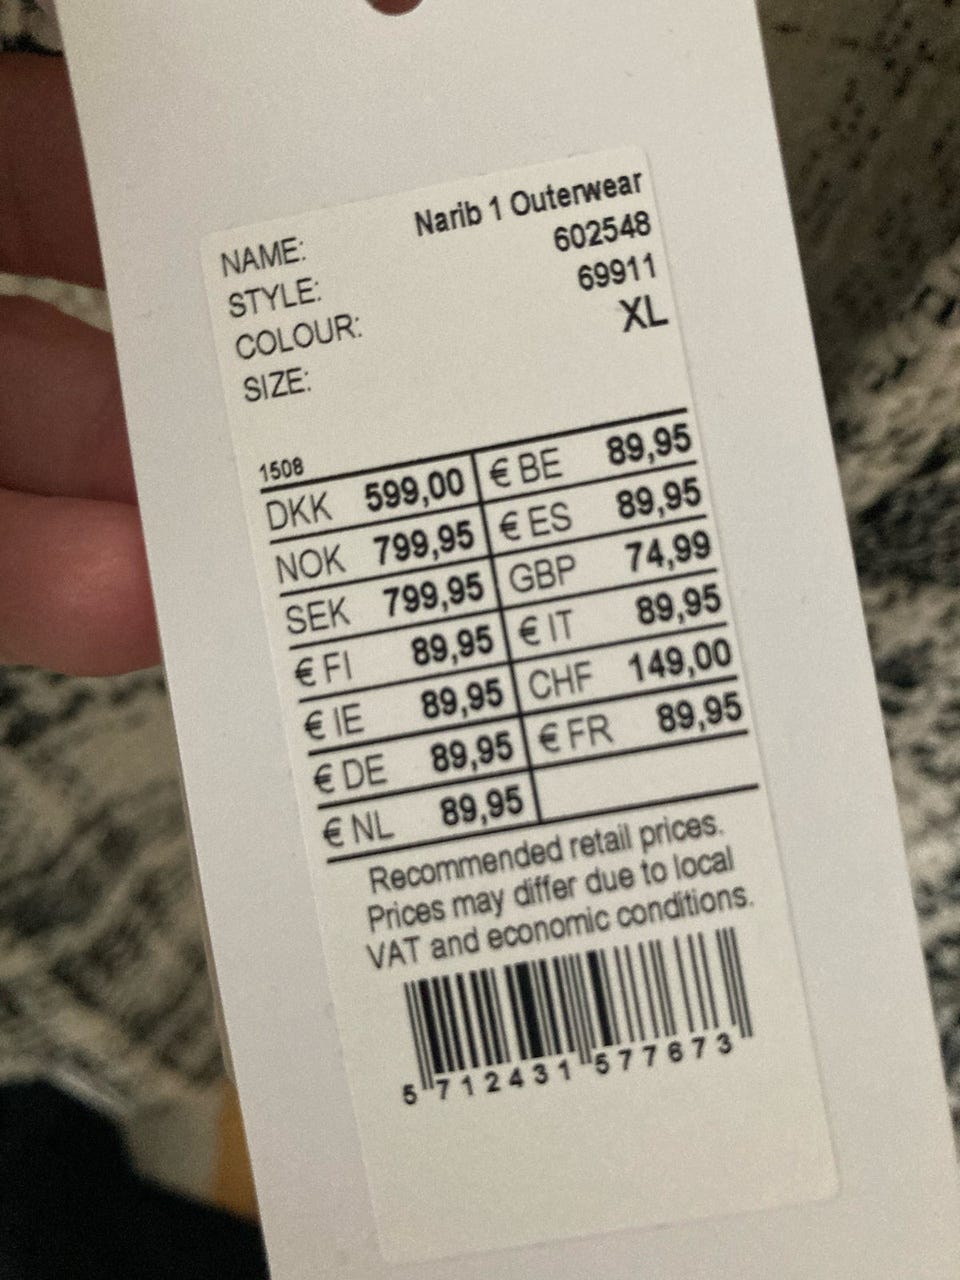 NAME: Narib 1 Outerwear
STYLE: 602548
COLOUR: 69911
SIZE: XL
1508
DKK 599,00 € BE 89,95
NOK 799,95 € ES 89,95
SEK 799,95 GBP 74,99
€ FI 89,95 € IT 89,95
€ IE 89,95 CHF 149,00
€ DE 89,95 € FR 89,95
€ NL 89,95
Recommended retail prices.
Prices may differ due to local
VAT and economic conditions.
5 712431 577673